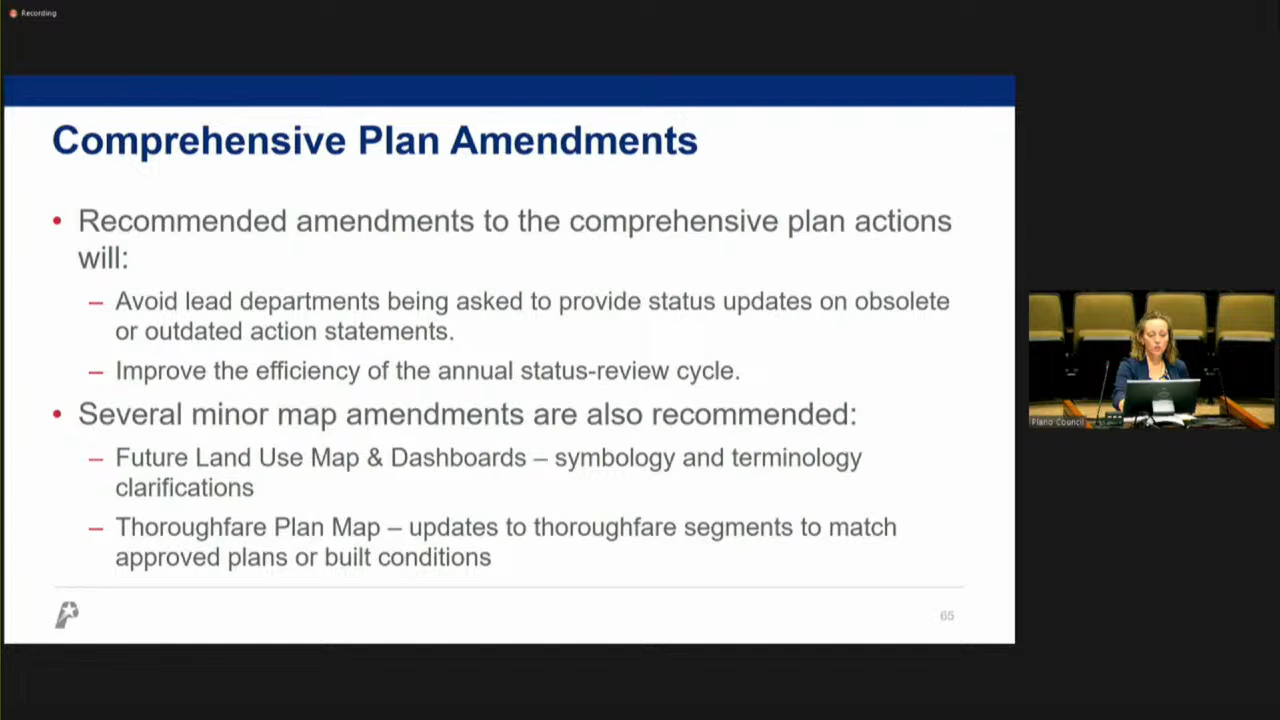 Recording
Comprehensive Plan Amendments
• Recommended amendments to the comprehensive plan actions
will:
– Avoid lead departments being asked to provide status updates on obsolete
or outdated action statements.
– Improve the efficiency of the annual status-review cycle.
• Several minor map amendments are also recommended:
– Future Land Use Map & Dashboards – symbology and terminology
clarifications
– Thoroughfare Plan Map – updates to thoroughfare segments to match
approved plans or built conditions
Plano Council
65